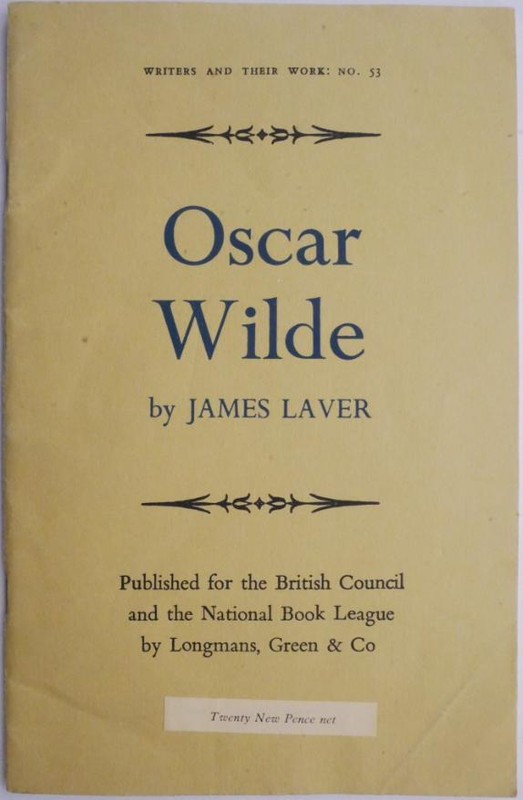 WRITERS AND THEIR WORK: NO. 53
Oscar
Wilde
by JAMES LAVER
Published for the British Council
and the National Book League
by Longmans, Green & Co
Twenty New Pence net